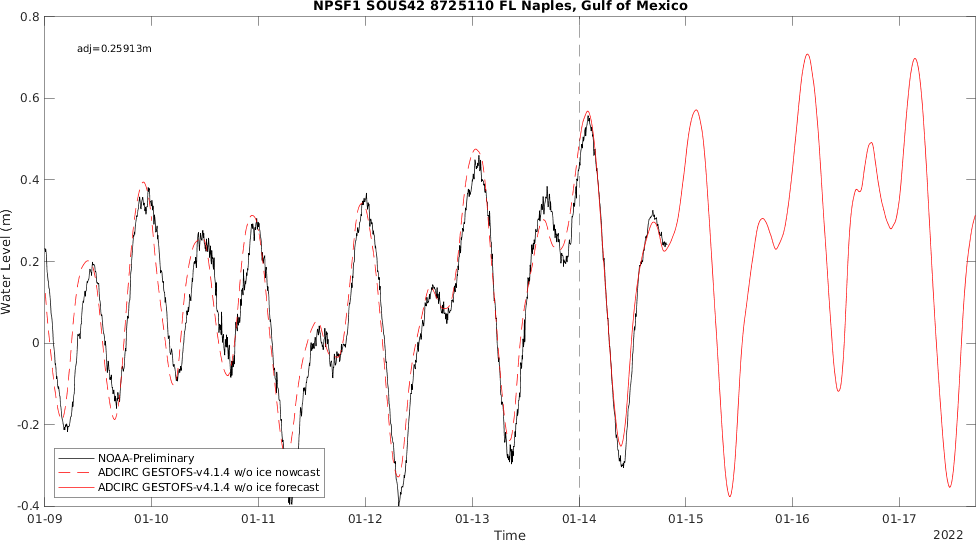 NPSF1 SOUS42 8725110 FL Naples, Gulf of Mexico
adj=0.25913m
Water Level (m)
0.8
0.6
0.4
0.2
0
-0.2
-0.4
NOAA-Preliminary
ADCIRC GESTOFS-v4.1.4 w/o ice nowcast
ADCIRC GESTOFS-v4.1.4 w/o ice forecast
01-09 01-10 01-11 01-12 01-13 01-14 01-15 01-16 01-17
Time
2022